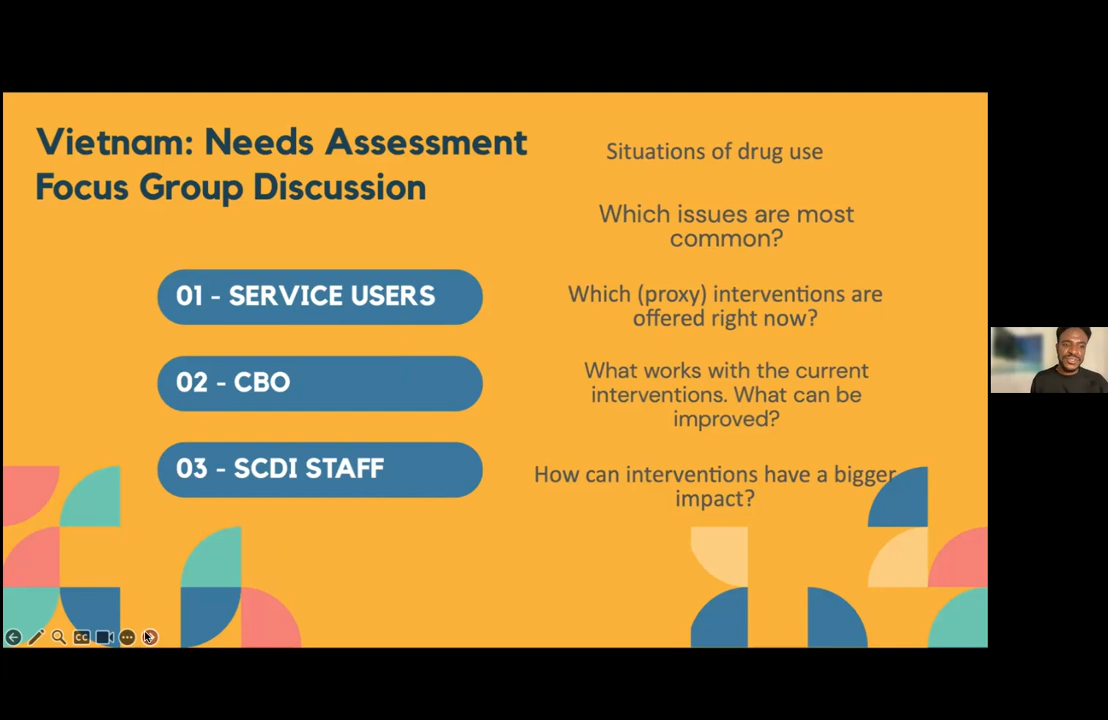 Vietnam: Needs Assessment
Focus Group Discussion
01 - SERVICE USERS
02 - CBO
03 - SCDI STAFF
Situations of drug use
Which issues are most
common?
Which (proxy) interventions are
offered right now?
What works with the current
interventions. What can be
improved?
How can interventions have a bigger
impact?
CC